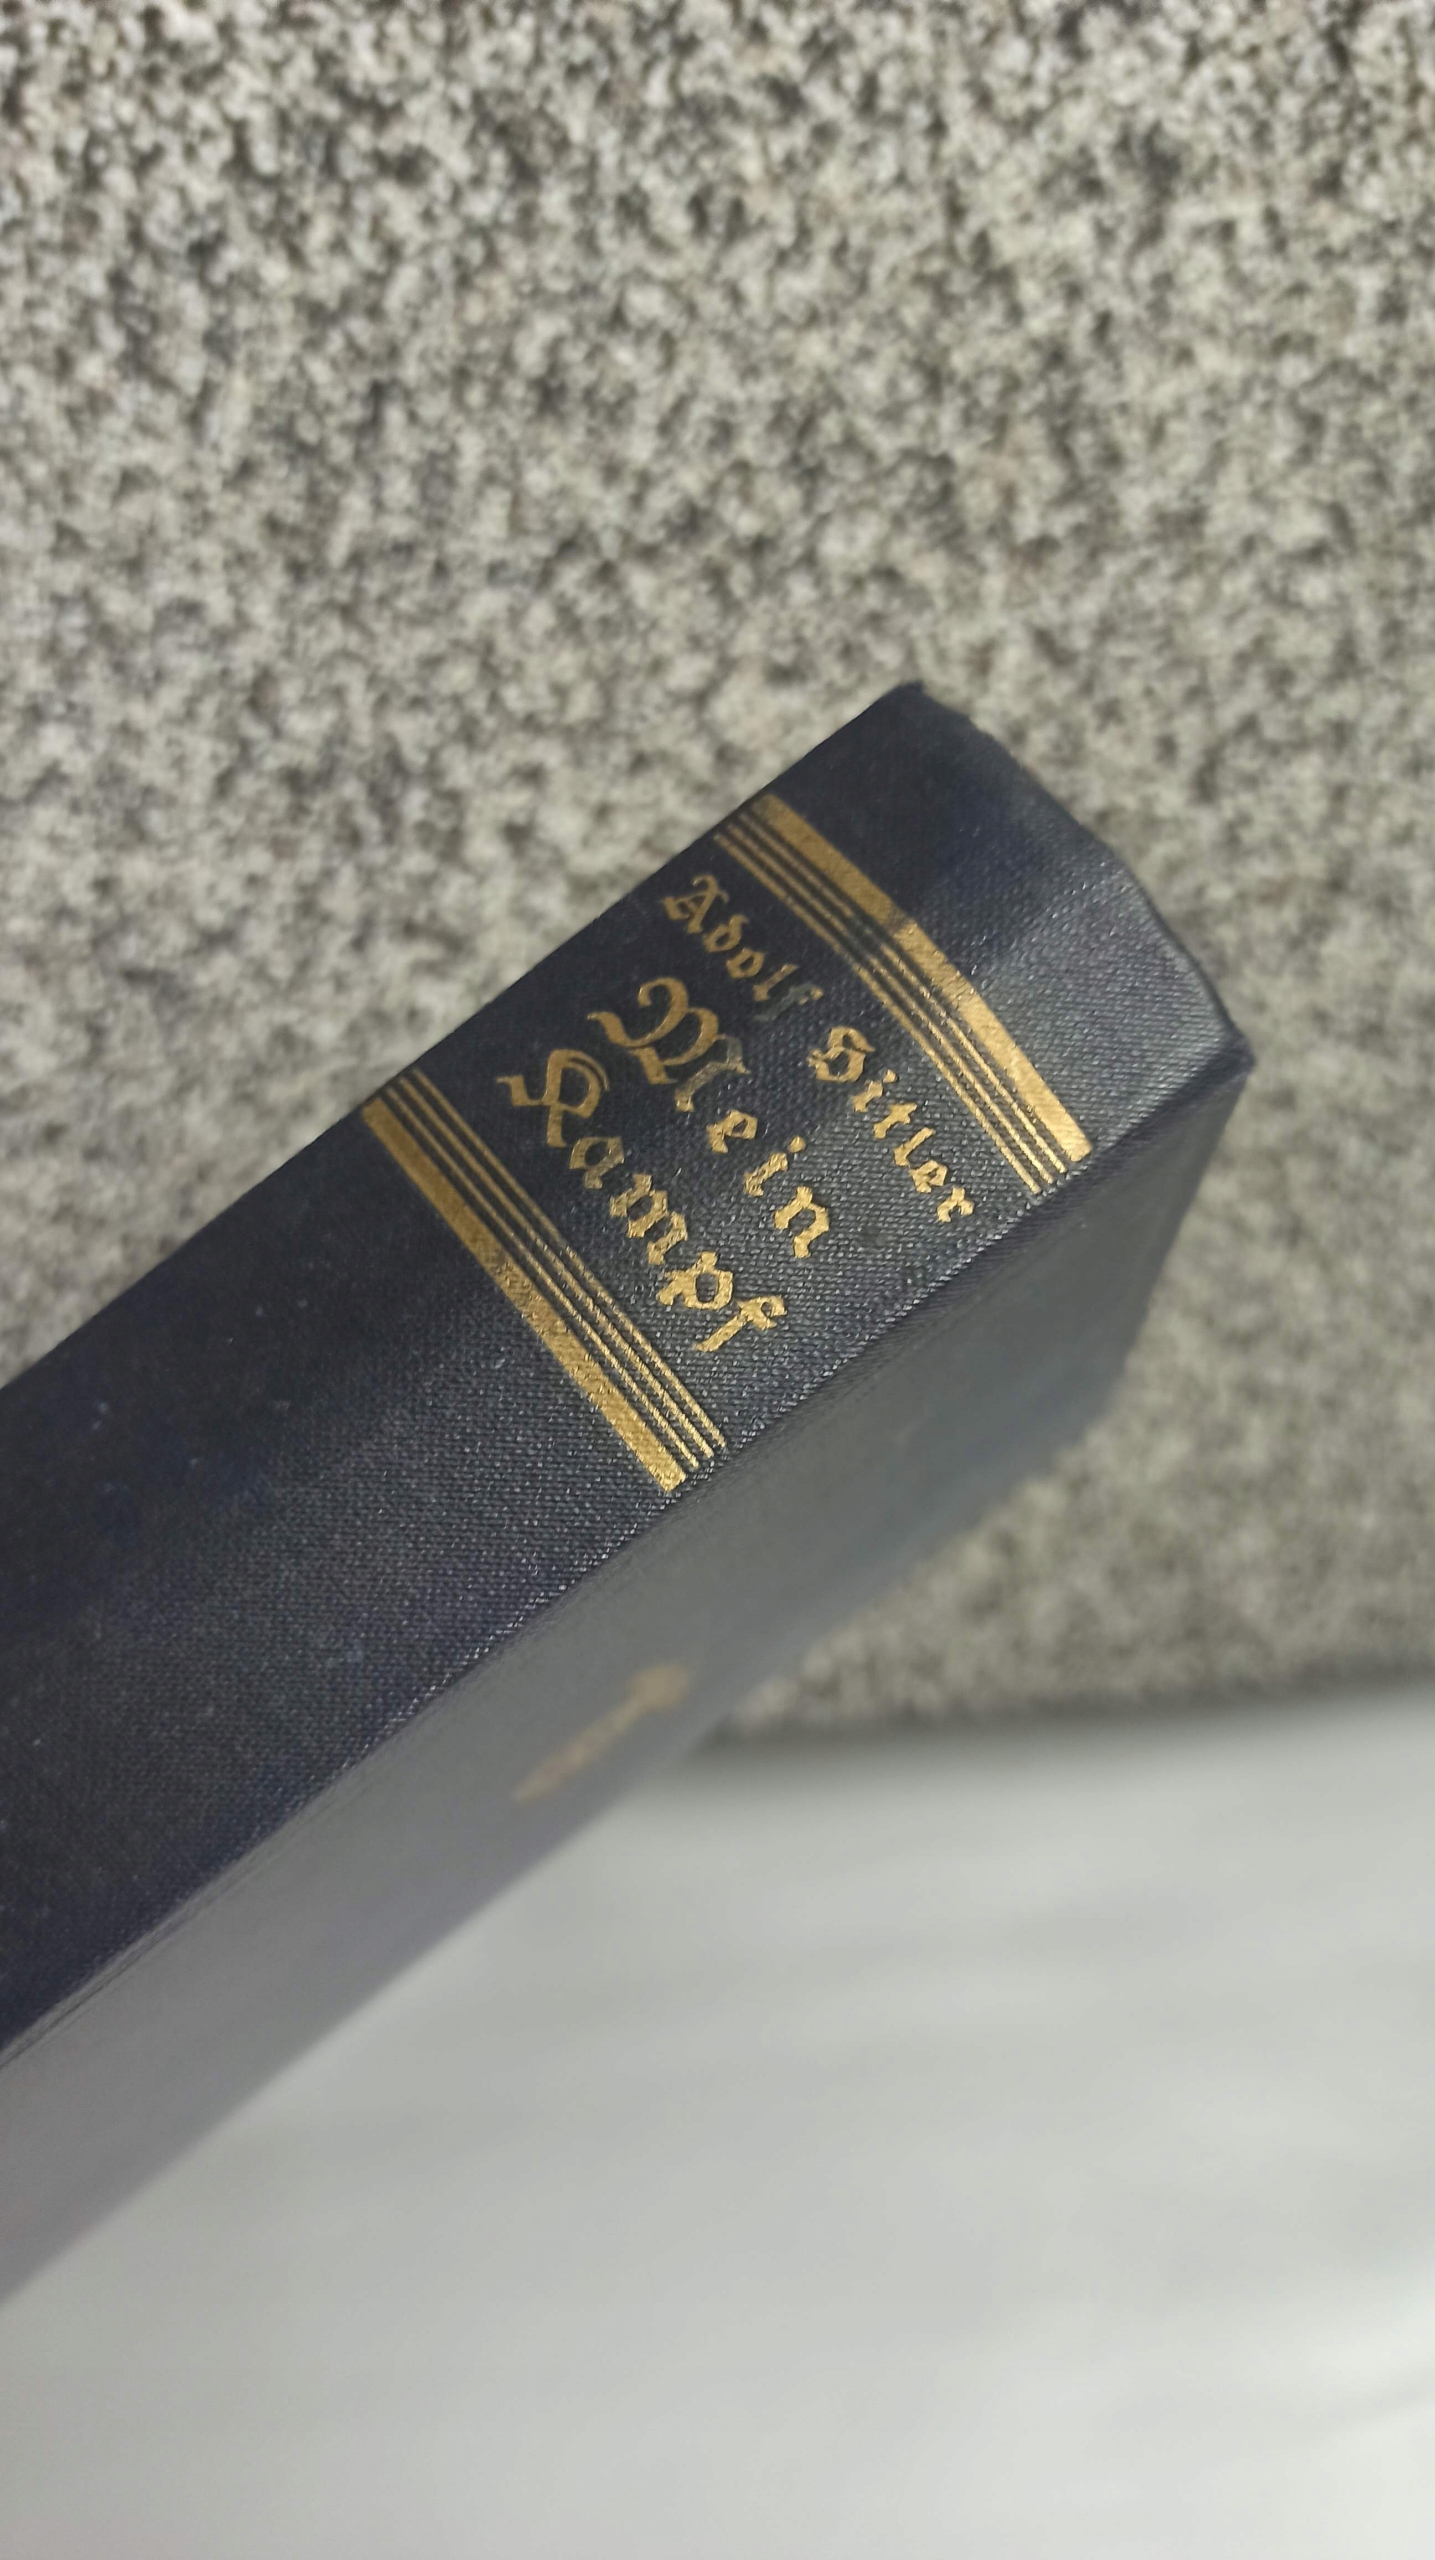 Adolf Hitler
Mein
Kampf